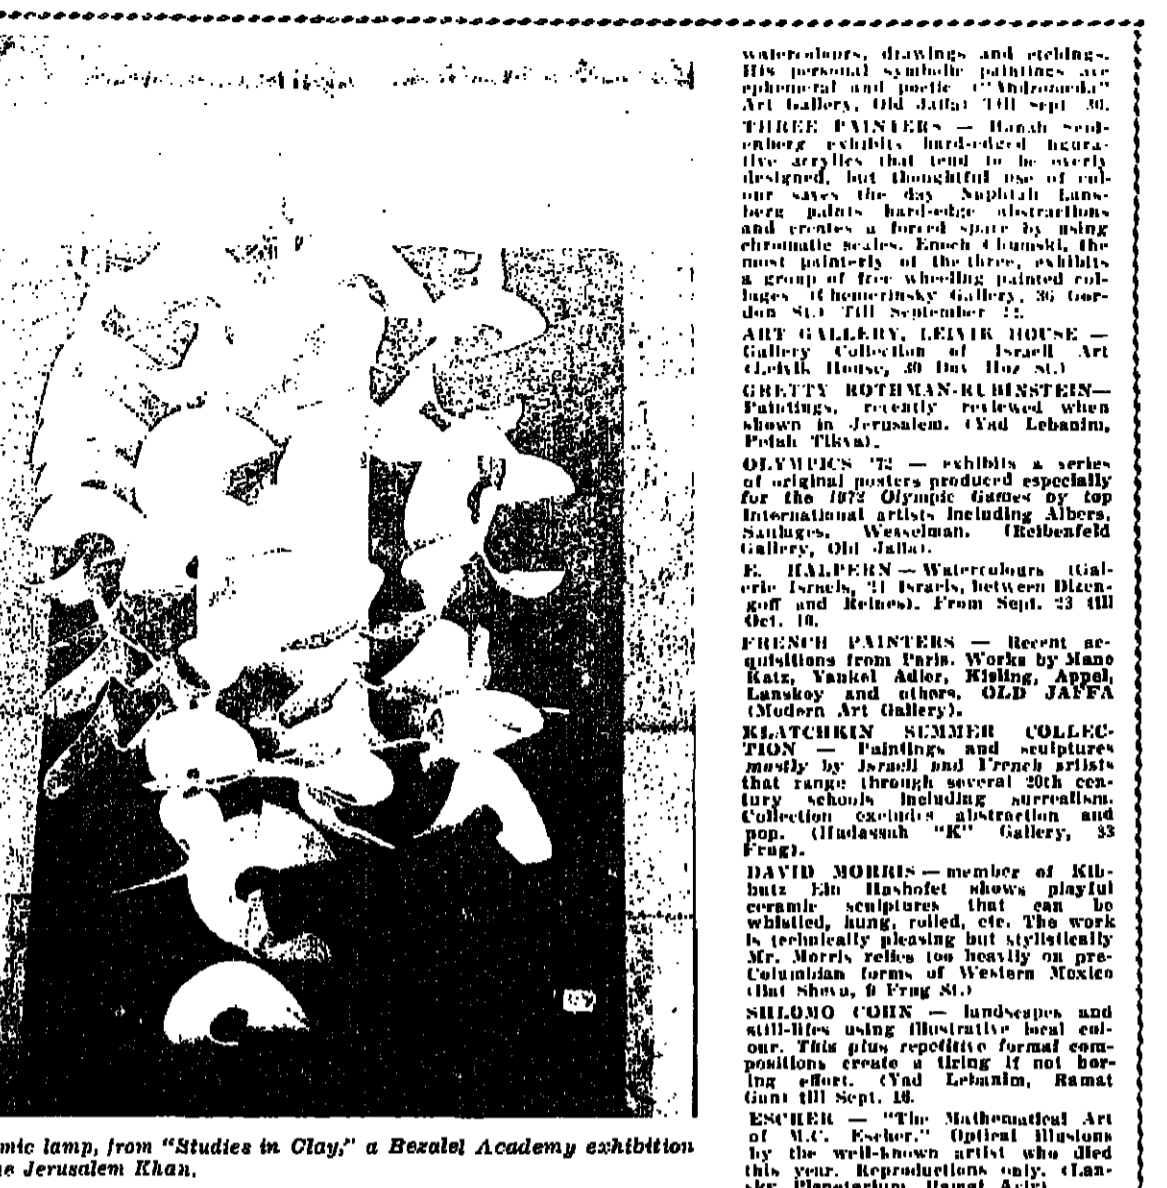 watercolours, drawings and etchings.
His personal symbolic paintings are
ephemeral and poetic ("Andromeda"
Art Gallery, Old Jaffa) Till Sept 30.
THREE PAINTERS — Hanah
exhibits hard-edged figura-
tive acrylics that tend to be overly
designed, but thoughtful use of col-
our saves the day Naphtali Lans-
berg paints hard-edge abstractions
and creates a forced space by using
chromatic scales. Enoch Chumski, the
most painterly of the three, exhibits
a group of free wheeling painted col-
lages (Chemerinsky Gallery, 36 Gor-
don St.) Till September
ART GALLERY, LEIVIK HOUSE —
Gallery Collection of Israeli Art
(Leivik House, 30 Dov Hoz St.)
GRETTY ROTHMAN-RUBINSTEIN—
Paintings, recently reviewed when
shown in Jerusalem. (Yad Lebanim,
Petah Tikva).
OLYMPICS '72 — exhibits a series
of original posters produced especially
for the 1972 Olympic Games by top
International artists including Albers,
Wesselman. (Reibenfeld
Gallery, Old Jaffa).
E. HALPERN — Watercolours (Gal-
erie Israels, 21 Israels, between Dizen-
goff and Reines). From Sept. 23 till
Oct. 10.
FRENCH PAINTERS — Recent ac-
quisitions from Paris. Works by Mane
Katz, Yankel Adler, Kisling, Appel,
Lanskoy and others. OLD JAFFA
(Modern Art Gallery).
KLATCHKIN SUMMER COLLEC-
TION — Paintings and sculptures
mostly by Israeli and French artists
that range through several 20th cen-
tury schools including surrealism.
Collection excludes abstraction and
pop. (Hadassah "K" Gallery, 33
Frug).
DAVID MORRIS — member of Kib-
butz Ein Hashofet shows playful
ceramic sculptures that can be
whistled, hung, rolled, etc. The work
is technically pleasing but stylistically
Mr. Morris relies too heavily on pre-
Columbian forms of Western Mexico
(Bat Sheva, 9 Frug St.)
SHLOMO COHN — landscapes and
still-lifes using illustrative local col-
our. This plus repetitive formal com-
positions create a tiring if not bor-
ing effort. (Yad Lebanim, Ramat
Gan) till Sept. 16.
ESCHER — "The Mathematical Art
of M.C. Escher." Optical illusions
by the well-known artist who died
this year. Reproductions only. (Lan-
sky Planetarium, Ramat Aviv)
mic lamp, from "Studies in Clay," a Bezalel Academy exhibition
e Jerusalem Khan.